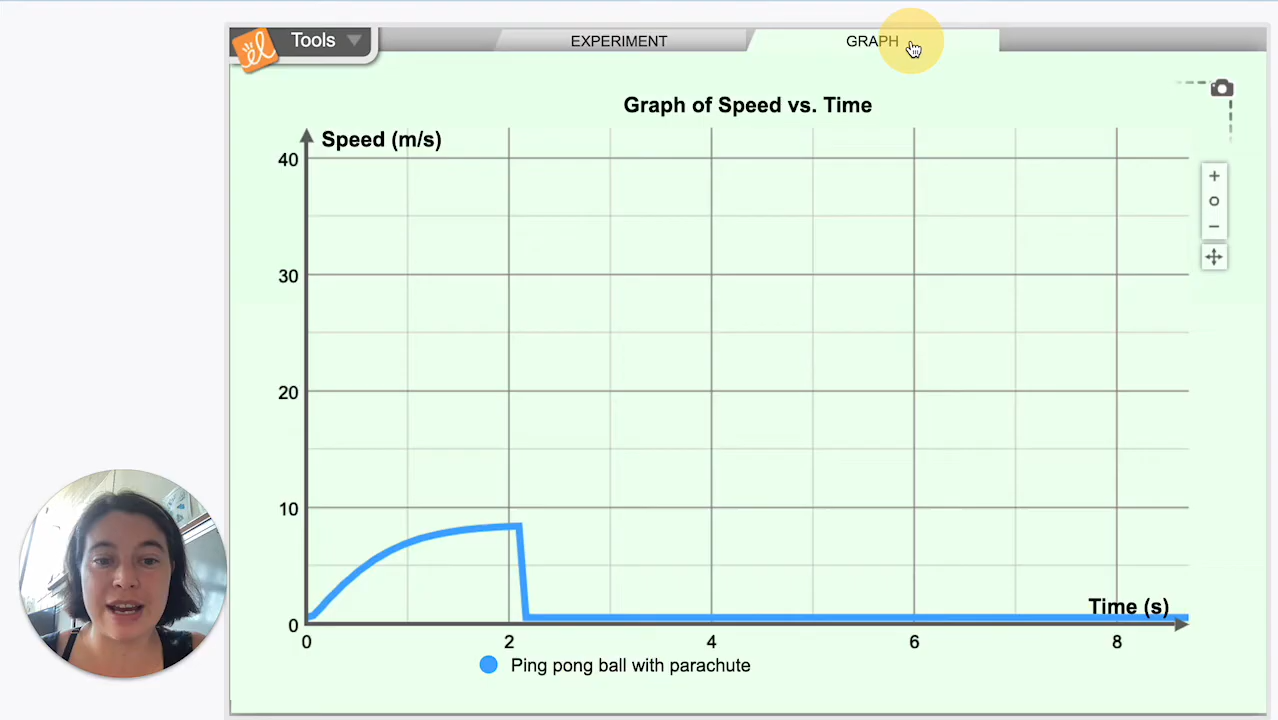 Tools
EXPERIMENT
GRAPH
Graph of Speed vs. Time
Speed (m/s)
40
30
20
10
0
Time (s)
0 2 4 6 8
Ping pong ball with parachute